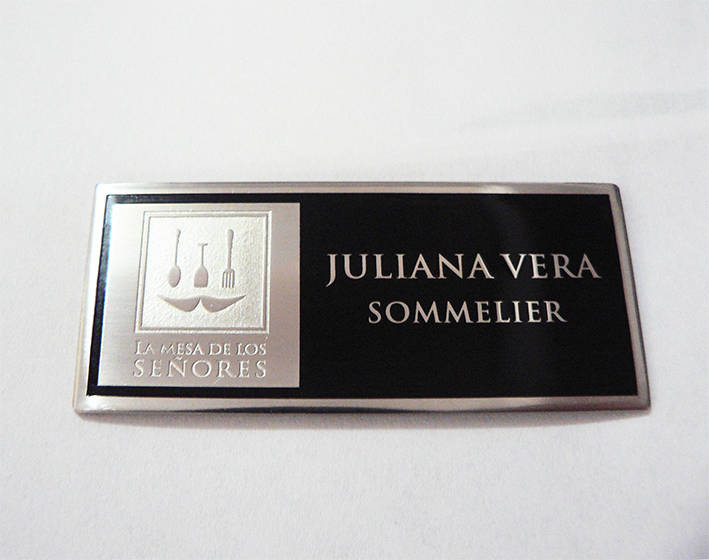 LA MESA DE LOS
SEÑORES
JULIANA VERA
SOMMELIER